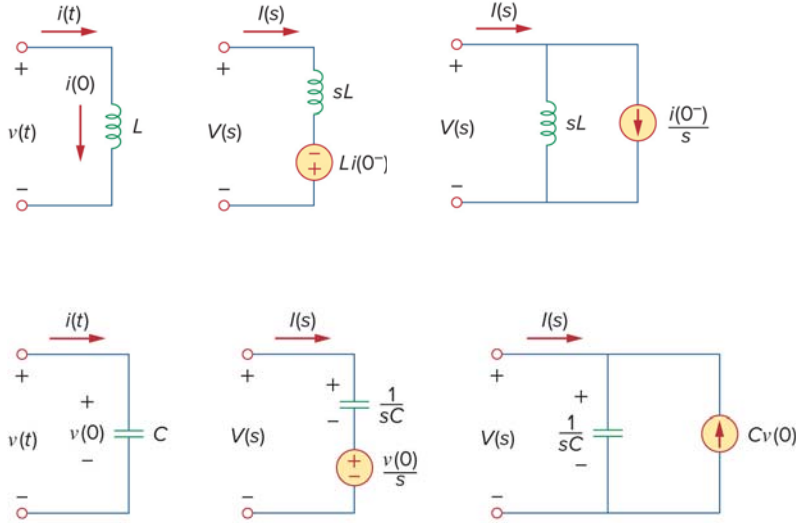 i(t)
+
i(0)
v(t)
L
−
I(s)
+
sL
V(s)
− +
Li(0⁻)
−
I(s)
+
V(s)
sL
i(0⁻)
s
−
i(t)
+
+
v(t)
v(0)
C
−
−
I(s)
+
+
1
sC
−
V(s)
+ −
v(0)
s
−
I(s)
+
+
V(s)
1
sC
Cv(0)
−
−